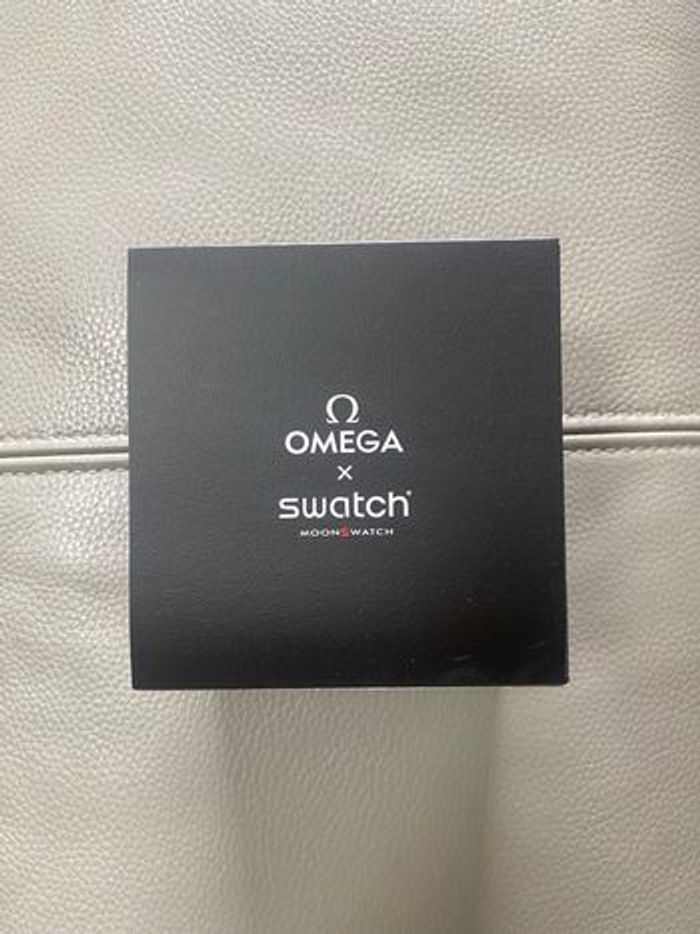 Ω
OMEGA
×
swatch®
MOONSWATCH